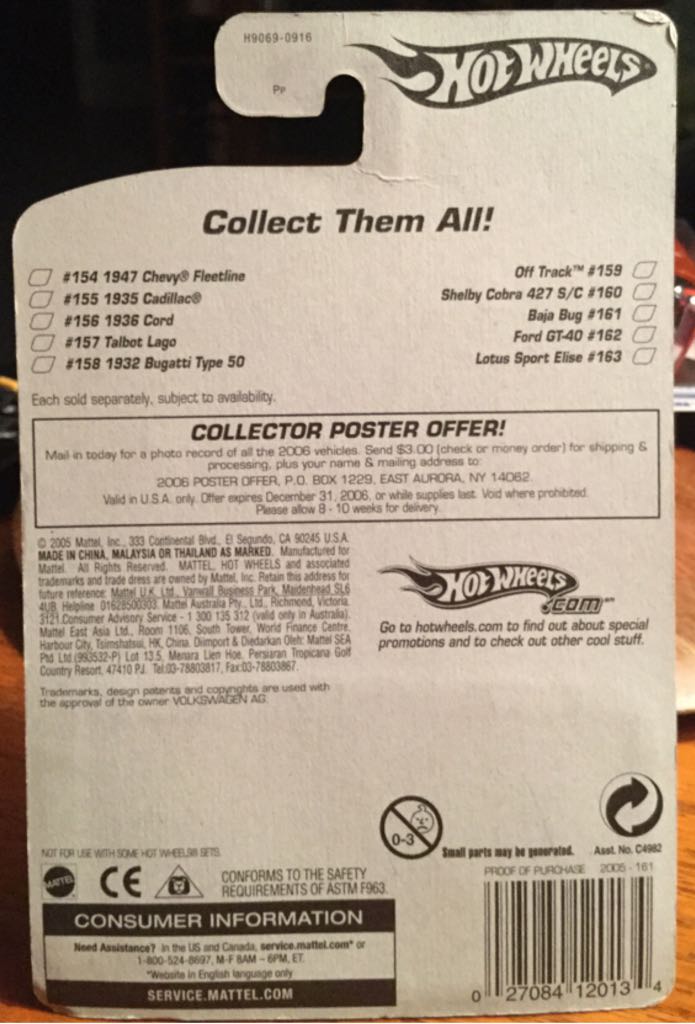 H9069-0916
Pp
HOT WHEELS
Collect Them All!
#154 1947 Chevy® Fleetline
#155 1935 Cadillac®
#156 1936 Cord
#157 Talbot Lago
#158 1932 Bugatti Type 50
Off Track™ #159
Shelby Cobra 427 S/C #160
Baja Bug #161
Ford GT-40 #162
Lotus Sport Elise #163
Each sold separately, subject to availability.
COLLECTOR POSTER OFFER!
Mail in today for a photo record of all the 2006 vehicles. Send $3.00 (check or money order) for shipping &
processing, plus your name & mailing address to:
2006 POSTER OFFER, P.O. BOX 1229, EAST AURORA, NY 14052.
Valid in U.S.A. only. Offer expires December 31, 2006, or while supplies last. Void where prohibited.
Please allow 8 - 10 weeks for delivery.
© 2005 Mattel, Inc., 333 Continental Blvd., El Segundo, CA 90245 U.S.A.
MADE IN CHINA, MALAYSIA OR THAILAND AS MARKED. Manufactured for
Mattel. All Rights Reserved. MATTEL, HOT WHEELS and associated
trademarks and trade dress are owned by Mattel, Inc. Retain this address for
future reference: Mattel U.K. Ltd., Vanwall Business Park, Maidenhead SL6
4UB. Helpline 01628500303. Mattel Australia Pty., Ltd., Richmond, Victoria.
3121.Consumer Advisory Service - 1 300 135 312 (valid only in Australia).
Mattel East Asia Ltd., Room 1106, South Tower, World Finance Centre,
Harbour City, Tsimshatsui, HK, China. Diimport & Diedarkan Oleh: Mattel SEA
Ptd Ltd.(993532-P) Lot 13.5, Menara Lien Hoe, Persiaran Tropicana Golf
Country Resort, 47410 PJ. Tel:03-78803817, Fax:03-78803867.
Trademarks, design patents and copyrights are used with
the approval of the owner VOLKSWAGEN AG.
HOT WHEELS
.COM℠
Go to hotwheels.com to find out about special
promotions and to check out other cool stuff.
0-3
Small parts may be generated.
Asst. No. C4982
NOT FOR USE WITH SOME HOT WHEELS® SETS.
MATTEL
CE
CONFORMS TO THE SAFETY
REQUIREMENTS OF ASTM F963.
PROOF OF PURCHASE 2005 - 161
CONSUMER INFORMATION
Need Assistance? In the US and Canada, service.mattel.com* or
1-800-524-8697, M-F 8AM – 6PM, ET.
*Website in English language only
SERVICE.MATTEL.COM
0 27084 12013 4